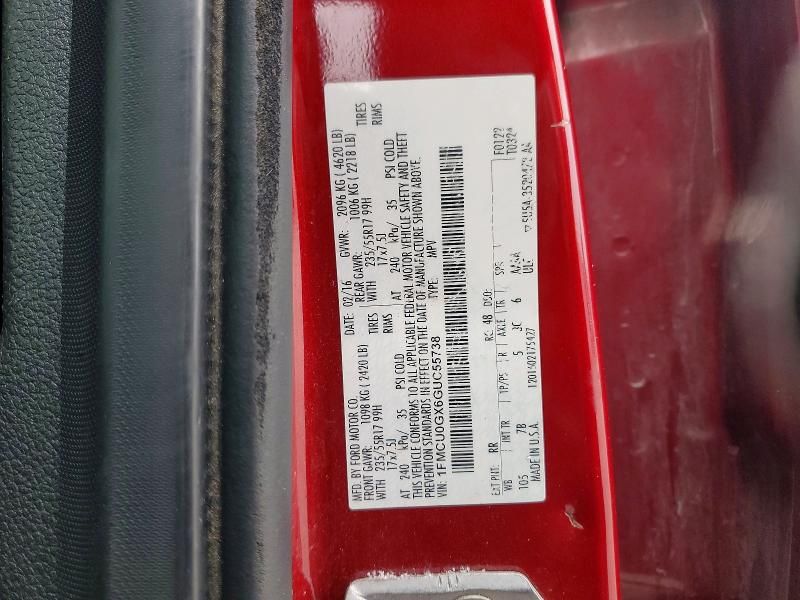 MFD. BY FORD MOTOR CO.
DATE: 02/16 GVWR: 2096 KG ( 4620 LB)
FRONT GAWR: 1098 KG ( 2420 LB) REAR GAWR: 1006 KG ( 2218 LB)
WITH 235/55R17 99H TIRES WITH 235/55R17 99H TIRES
17x7.5J RIMS 17x7.5J RIMS
AT 240 kPa/ 35 PSI COLD AT 240 kPa/ 35 PSI COLD
THIS VEHICLE CONFORMS TO ALL APPLICABLE FEDERAL MOTOR VEHICLE SAFETY AND THEFT
PREVENTION STANDARDS IN EFFECT ON THE DATE OF MANUFACTURE SHOWN ABOVE.
VIN: 1FMCU0GX6GUC55738 TYPE: MPV
EXT PNT: RR RC: 48 DSO: F0122
WB INT TR TP/PS R AXLE TR SPR T0324
105 7B 5 3C 6
MADE IN U.S.A.